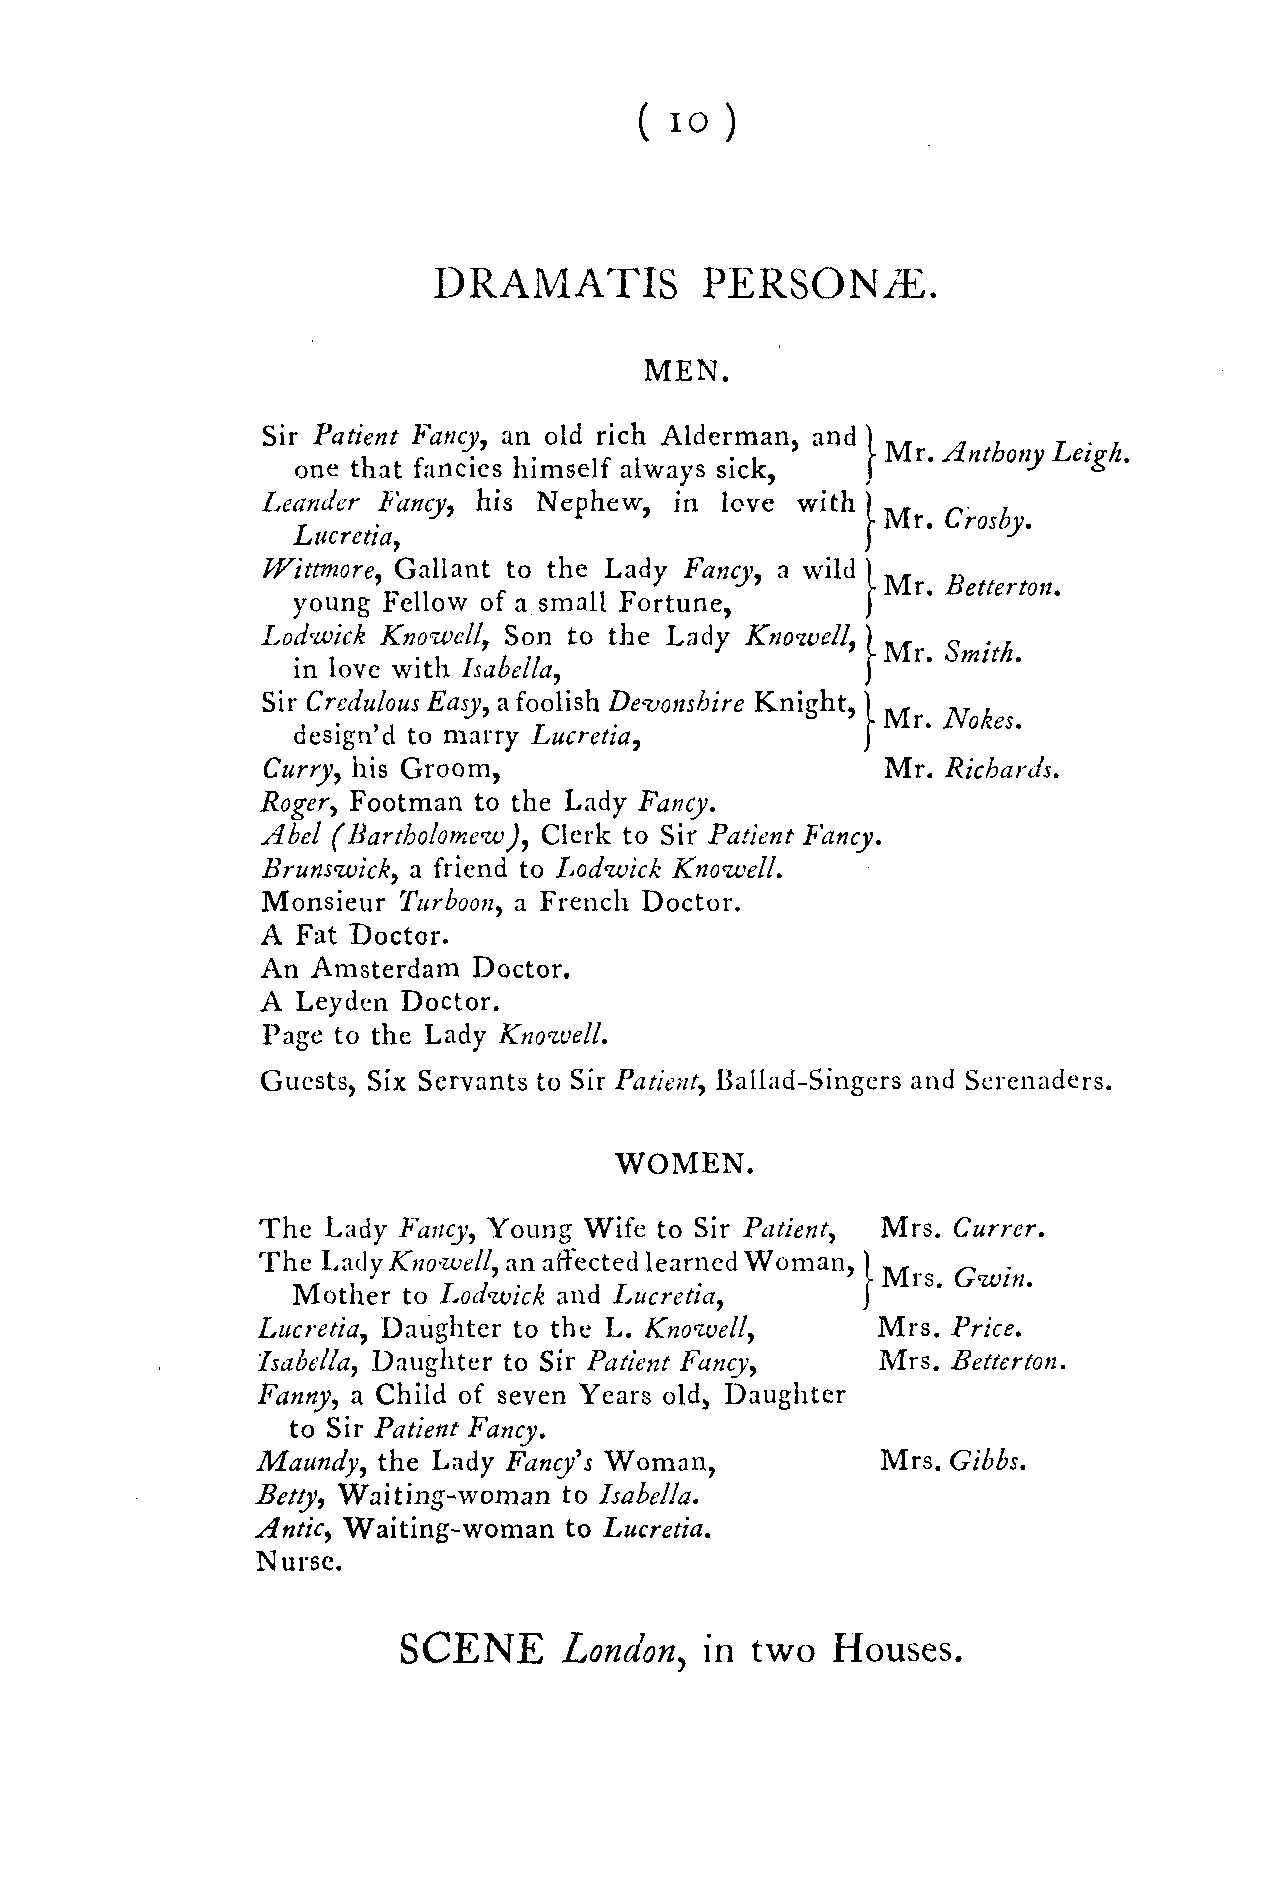 ( 10 )
DRAMATIS PERSONÆ.
MEN.
Sir Patient Fancy, an old rich Alderman, and
one that fancies himself always sick, } Mr. Anthony Leigh.
Leander Fancy, his Nephew, in love with
Lucretia, } Mr. Crosby.
Wittmore, Gallant to the Lady Fancy, a wild
young Fellow of a small Fortune, } Mr. Betterton.
Lodwick Knowell, Son to the Lady Knowell,
in love with Isabella, } Mr. Smith.
Sir Credulous Easy, a foolish Devonshire Knight,
design'd to marry Lucretia, } Mr. Nokes.
Curry, his Groom, Mr. Richards.
Roger, Footman to the Lady Fancy.
Abel (Bartholomew), Clerk to Sir Patient Fancy.
Brunswick, a friend to Lodwick Knowell.
Monsieur Turboon, a French Doctor.
A Fat Doctor.
An Amsterdam Doctor.
A Leyden Doctor.
Page to the Lady Knowell.
Guests, Six Servants to Sir Patient, Ballad-Singers and Serenaders.
WOMEN.
The Lady Fancy, Young Wife to Sir Patient, Mrs. Currer.
The Lady Knowell, an affected learned Woman,
Mother to Lodwick and Lucretia, } Mrs. Gwin.
Lucretia, Daughter to the L. Knowell, Mrs. Price.
Isabella, Daughter to Sir Patient Fancy, Mrs. Betterton.
Fanny, a Child of seven Years old, Daughter
to Sir Patient Fancy.
Maundy, the Lady Fancy's Woman, Mrs. Gibbs.
Betty, Waiting-woman to Isabella.
Antic, Waiting-woman to Lucretia.
Nurse.
SCENE London, in two Houses.